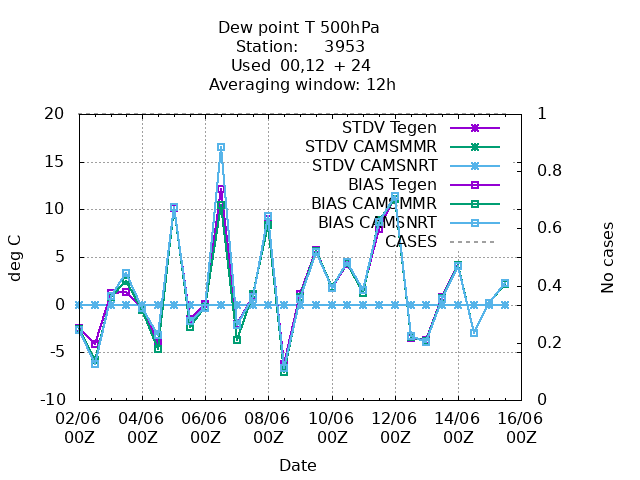 Dew point T 500hPa
Station: 3953
Used 00,12 + 24
Averaging window: 12h
20
15
10
5
0
-5
-10
deg C
1
0.8
0.6
0.4
0.2
0
No cases
STDV Tegen
STDV CAMSMMR
STDV CAMSNRT
BIAS Tegen
BIAS CAMSMMR
BIAS CAMSNRT
CASES
02/06 04/06 06/06 08/06 10/06 12/06 14/06 16/06
00Z 00Z 00Z 00Z 00Z 00Z 00Z 00Z
Date